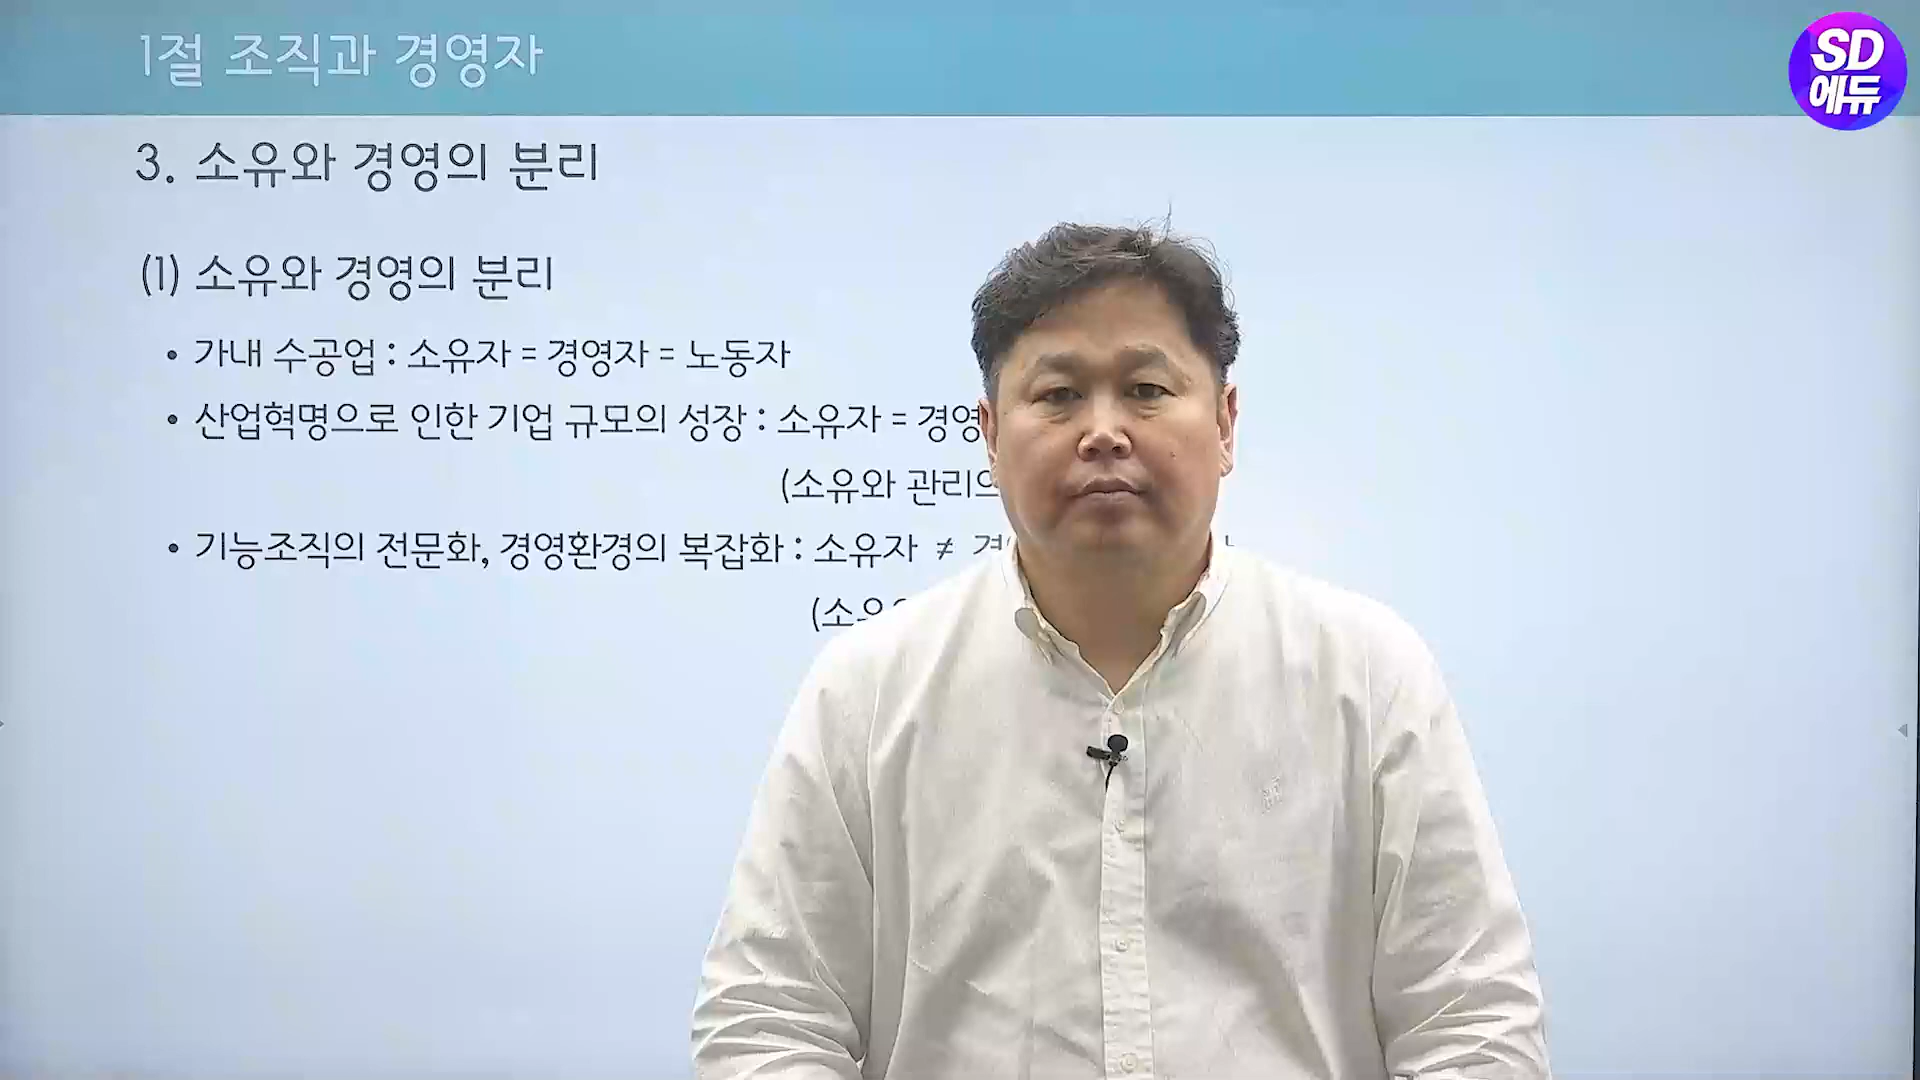 1절 조직과 경영자
SD
에듀
3. 소유와 경영의 분리
(1) 소유와 경영의 분리
• 가내 수공업 : 소유자 = 경영자 = 노동자
• 산업혁명으로 인한 기업 규모의 성장 : 소유자 = 경영
(소유와 관리으
• 기능조직의 전문화, 경영환경의 복잡화 : 소유자 ≠